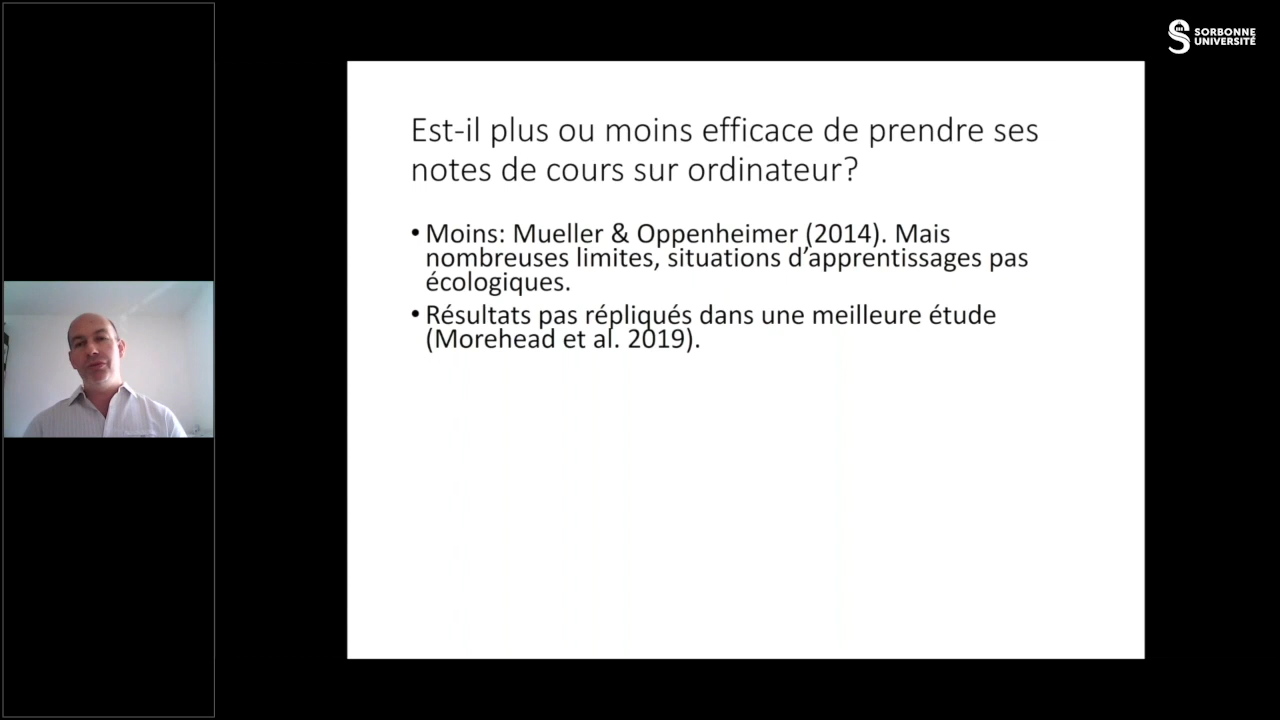 SORBONNE
UNIVERSITÉ
Est-il plus ou moins efficace de prendre ses
notes de cours sur ordinateur?
• Moins: Mueller & Oppenheimer (2014). Mais
nombreuses limites, situations d’apprentissages pas
écologiques.
• Résultats pas répliqués dans une meilleure étude
(Morehead et al. 2019).